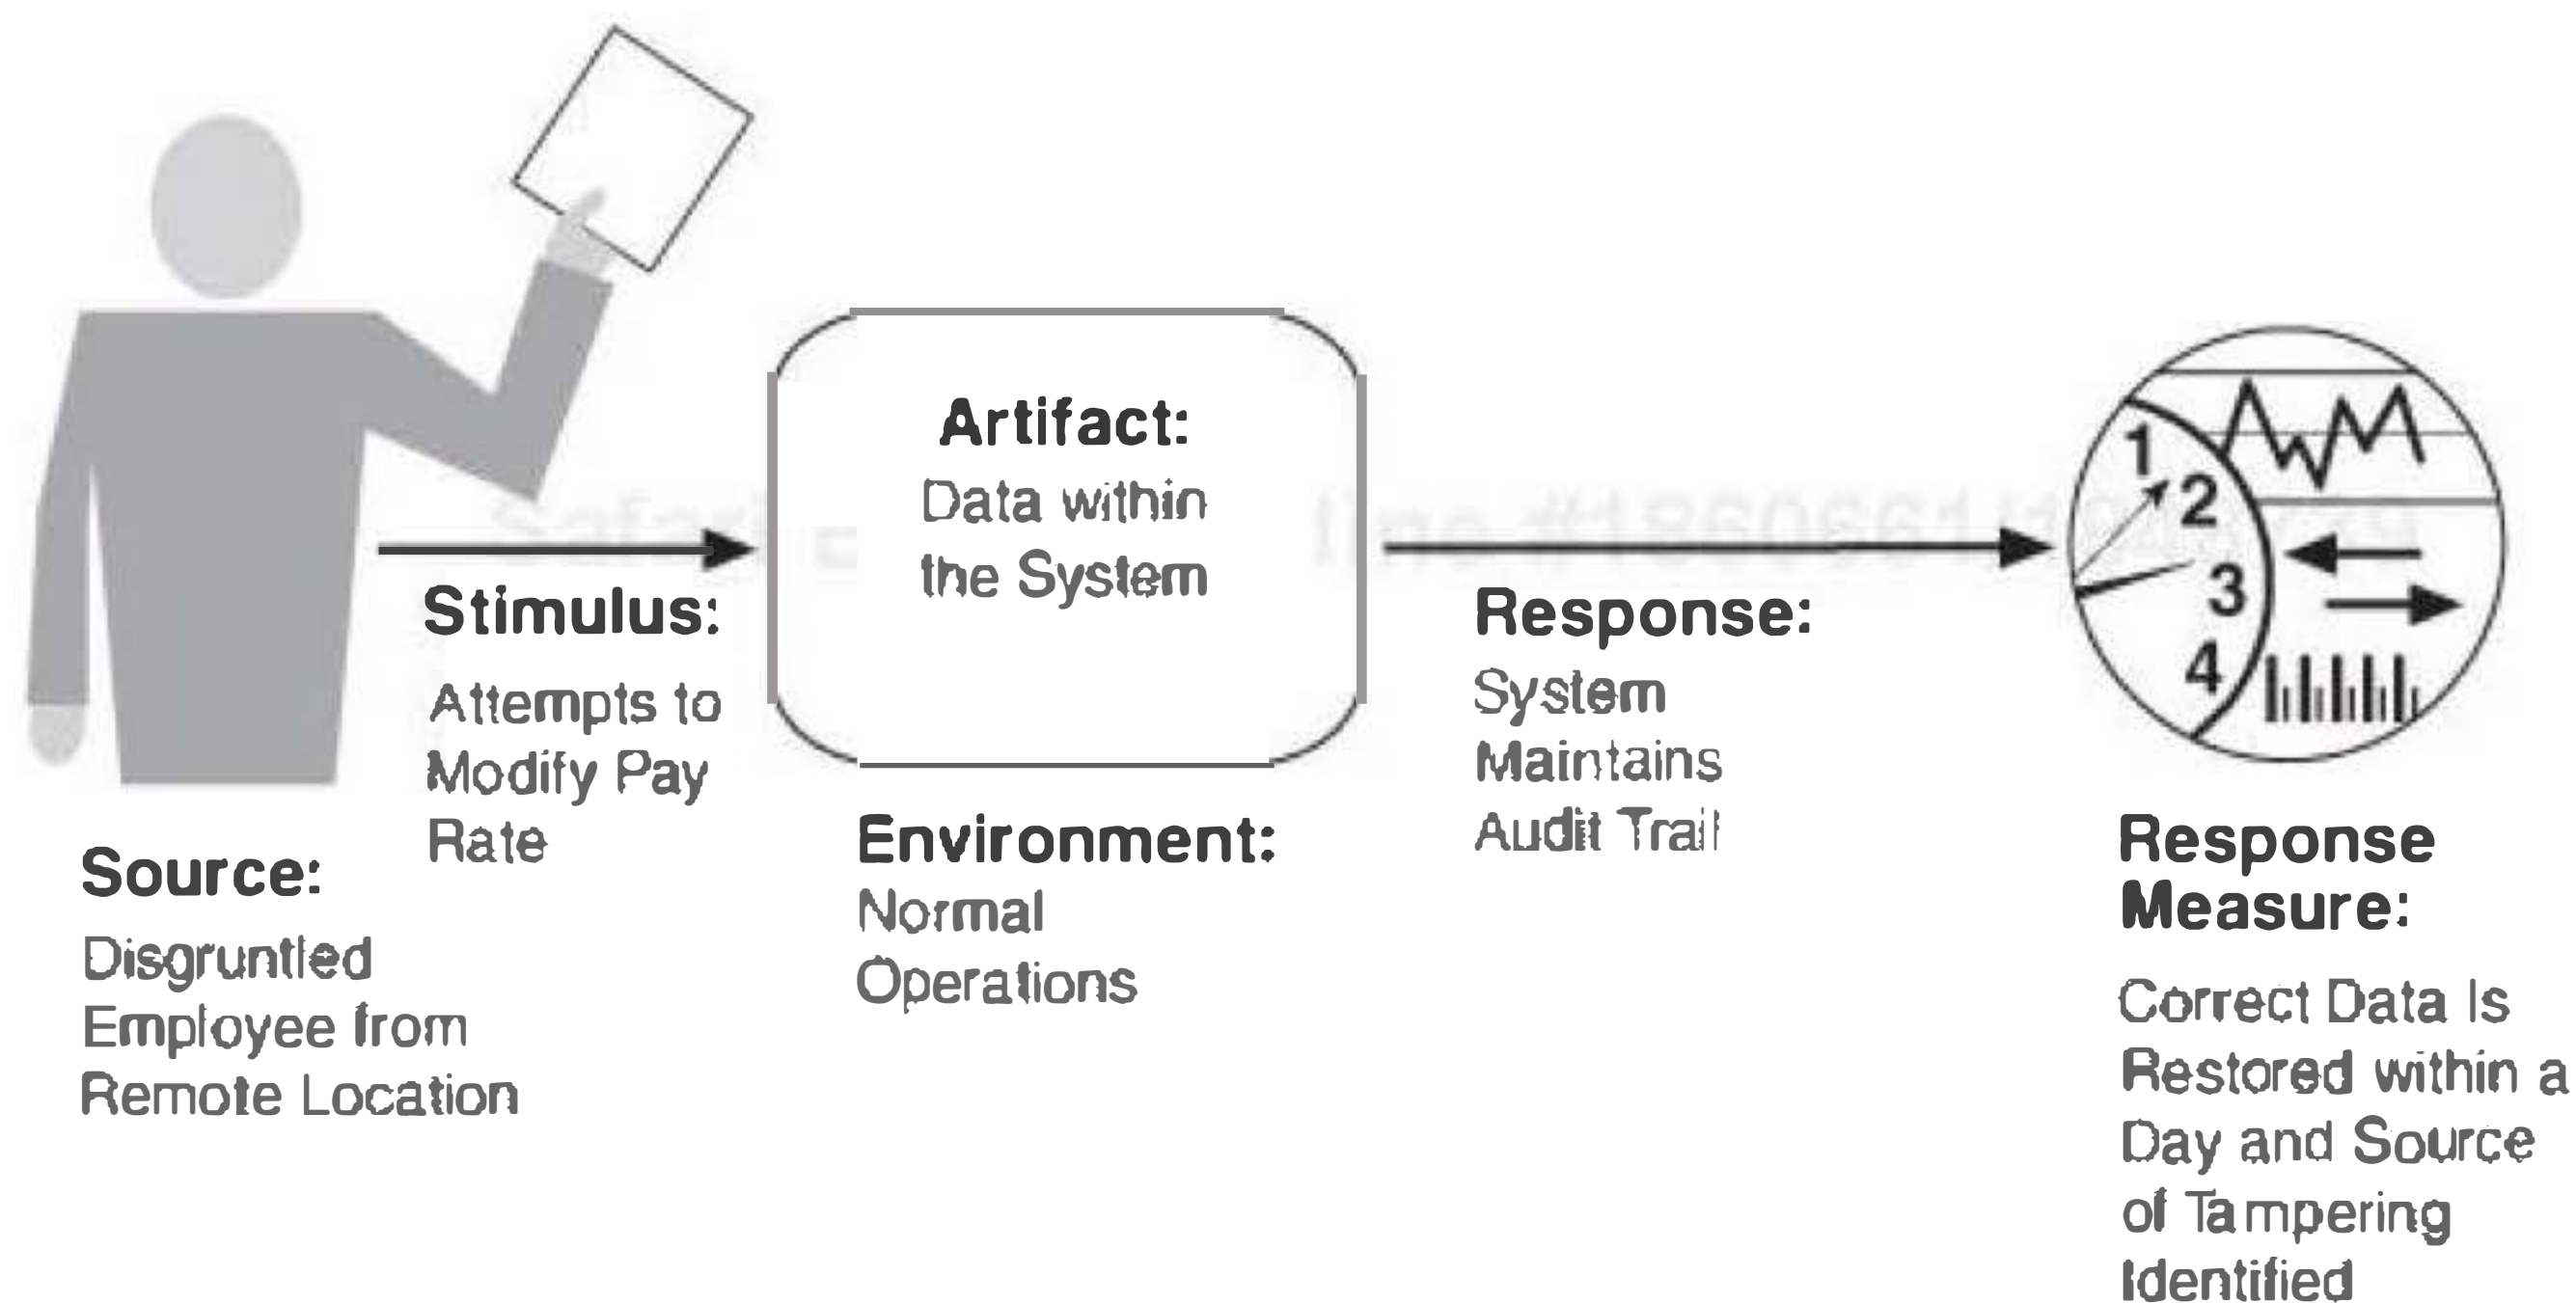 Source:
Disgruntled
Employee from
Remote Location
Stimulus:
Attempts to
Modify Pay
Rate
Artifact:
Data within
the System
Environment:
Normal
Operations
Response:
System
Maintains
Audit Trail
1
2
3
4
Response
Measure:
Correct Data Is
Restored within a
Day and Source
of Tampering
Identified